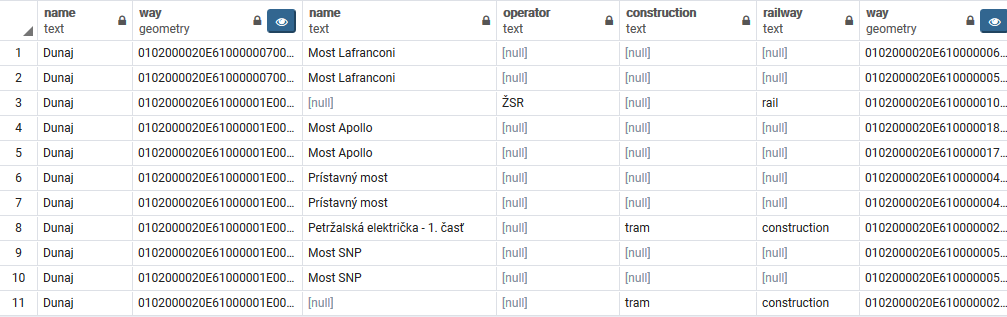 name way name operator construction railway way
text geometry text text text text geometry
1 Dunaj 0102000020E61000000700... Most Lafranconi [null] [null] [null] 0102000020E610000006...
2 Dunaj 0102000020E61000000700... Most Lafranconi [null] [null] [null] 0102000020E610000005...
3 Dunaj 0102000020E61000001E00... [null] ŽSR [null] rail 0102000020E610000010...
4 Dunaj 0102000020E61000001E00... Most Apollo [null] [null] [null] 0102000020E610000018...
5 Dunaj 0102000020E61000001E00... Most Apollo [null] [null] [null] 0102000020E610000017...
6 Dunaj 0102000020E61000001E00... Prístavný most [null] [null] [null] 0102000020E610000004...
7 Dunaj 0102000020E61000001E00... Prístavný most [null] [null] [null] 0102000020E610000004...
8 Dunaj 0102000020E61000001E00... Petržalská električka - 1. časť [null] tram construction 0102000020E610000002...
9 Dunaj 0102000020E61000001E00... Most SNP [null] [null] [null] 0102000020E610000005...
10 Dunaj 0102000020E61000001E00... Most SNP [null] [null] [null] 0102000020E610000005...
11 Dunaj 0102000020E61000001E00... [null] [null] tram construction 0102000020E610000002...